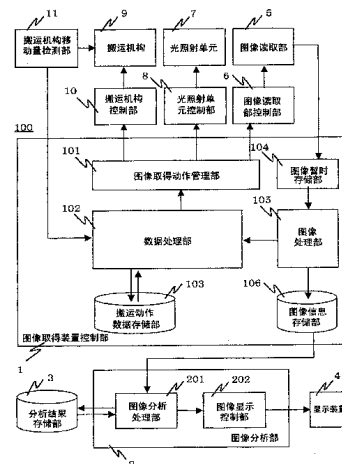 11
9
7
5
搬运机构移
动量检测部
搬运机构
光照射单元
图像读取部
10
8
6
搬运机构
控制部
光照射单
元控制部
图像读取
部控制部
100
101
104
图像取得动作管理部
图像暂时
存储部
102
105
数据处理部
图像
处理部
103
106
搬运动作
数据存储部
图像信息
存储部
图像取得装置控制部
1
3
201
202
4
分析结果
存储部
图像分析
处理部
图像显示
控制部
显示装置
图像分析部